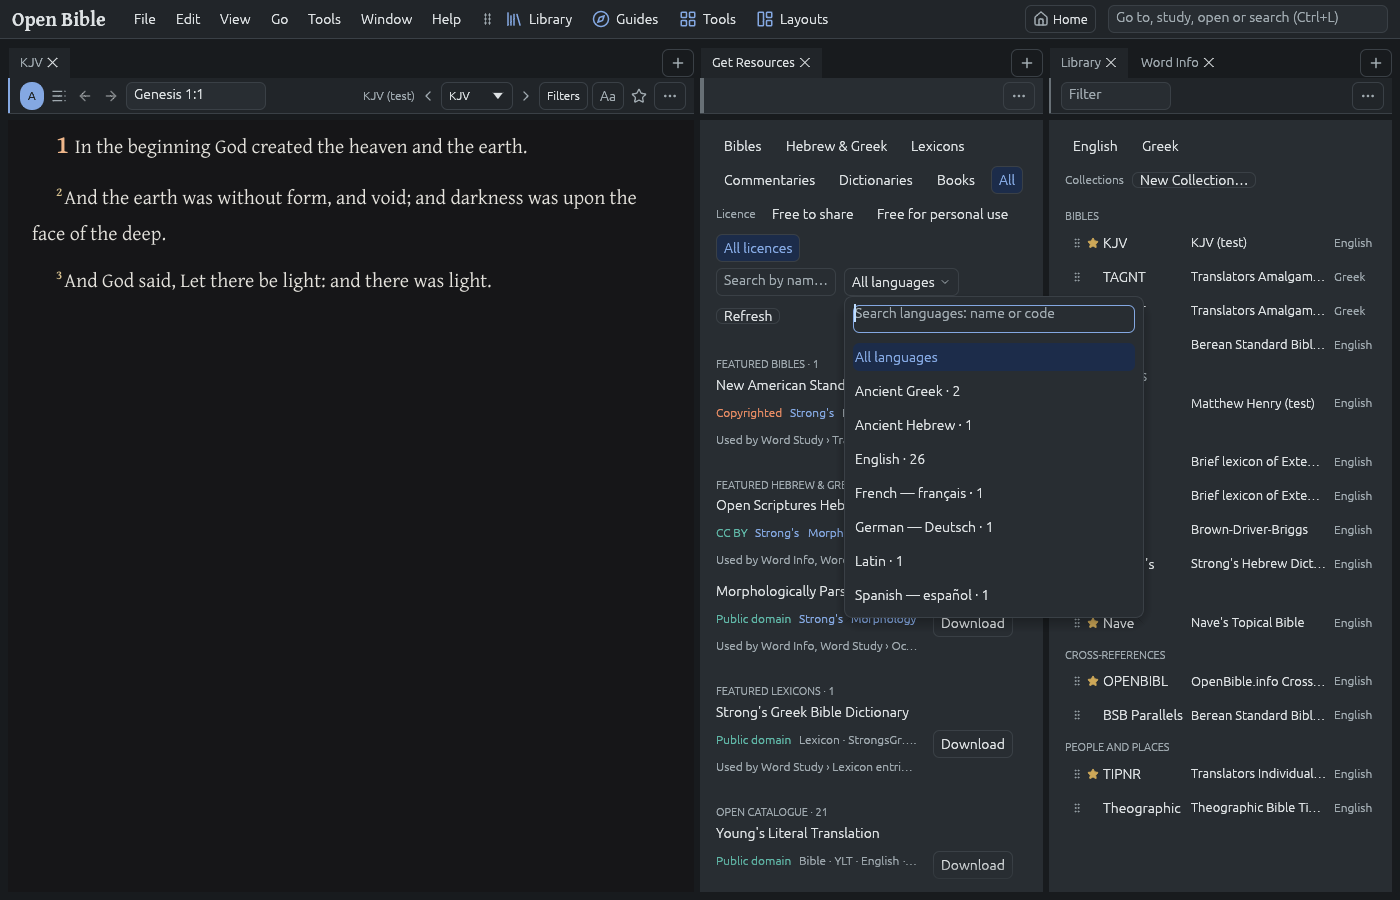 Open Bible File Edit View Go Tools Window Help Library Guides Tools Layouts Home Go to, study, open or search (Ctrl+L)
KJV
A Genesis 1:1 KJV (test) KJV Filters Aa
1 In the beginning God created the heaven and the earth.
2 And the earth was without form, and void; and darkness was upon the
face of the deep.
3 And God said, Let there be light: and there was light.
Get Resources
Bibles Hebrew & Greek Lexicons
Commentaries Dictionaries Books All
Licence Free to share Free for personal use
All licences
Search by nam... All languages
Refresh
Search languages: name or code
All languages
Ancient Greek · 2
Ancient Hebrew · 1
English · 26
French — français · 1
German — Deutsch · 1
Latin · 1
Spanish — español · 1
FEATURED BIBLES · 1
New American Stand
Copyrighted Strong's
Used by Word Study › Tr
FEATURED HEBREW & GRE
Open Scriptures Heb
CC BY Strong's Morph
Used by Word Info, Wor
Morphologically Pars
Public domain Strong's Morphology
Download
Used by Word Info, Word Study › Oc...
FEATURED LEXICONS · 1
Strong's Greek Bible Dictionary
Public domain Lexicon · StrongsGr....
Download
Used by Word Study › Lexicon entri...
OPEN CATALOGUE · 21
Young's Literal Translation
Public domain Bible · YLT · English ·...
Download
Library Word Info
Filter
English Greek
Collections New Collection...
BIBLES
KJV KJV (test) English
TAGNT Translators Amalgam... Greek
Translators Amalgam... Greek
Berean Standard Bibl... English
S
Matthew Henry (test) English
Brief lexicon of Exte... English
Brief lexicon of Exte... English
Brown-Driver-Briggs English
's Strong's Hebrew Dict... English
Nave Nave's Topical Bible English
CROSS-REFERENCES
OPENBIBL OpenBible.info Cross... English
BSB Parallels Berean Standard Bibl... English
PEOPLE AND PLACES
TIPNR Translators Individual... English
Theographic Theographic Bible Ti... English